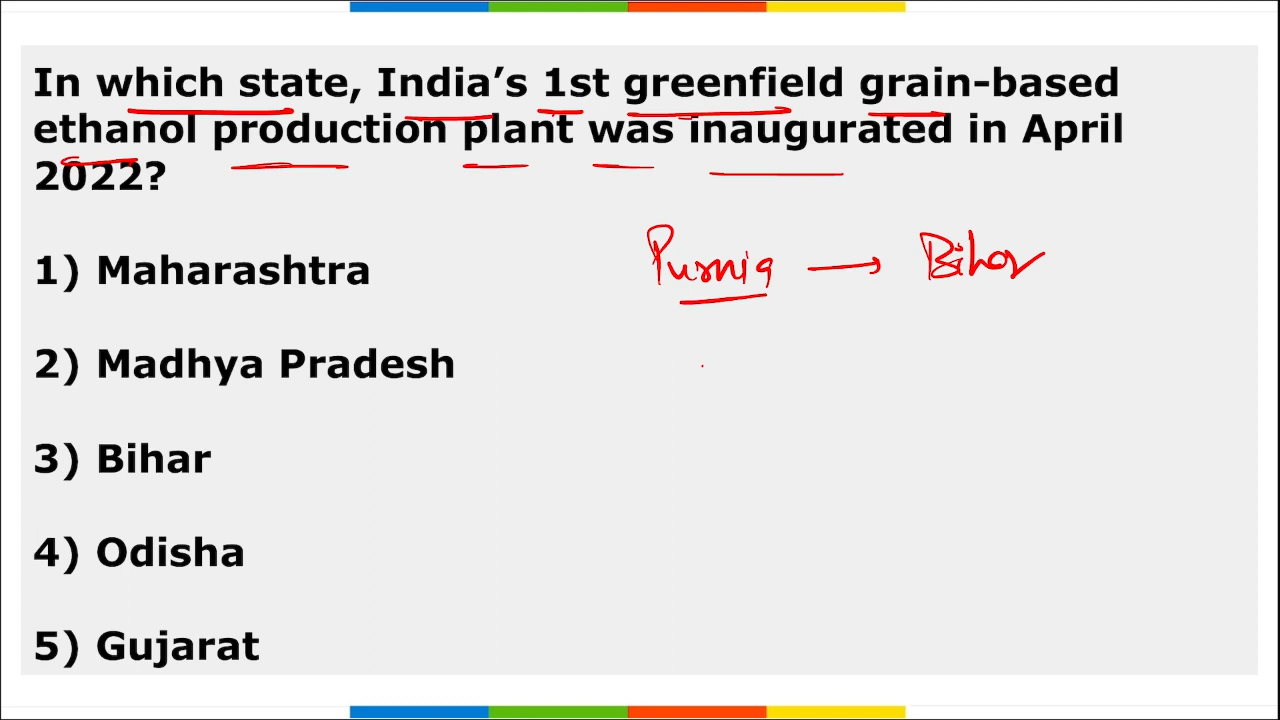 In which state, India’s 1st greenfield grain-based
ethanol production plant was inaugurated in April
2022?
1) Maharashtra
Purnia → Bihar
2) Madhya Pradesh
3) Bihar
4) Odisha
5) Gujarat